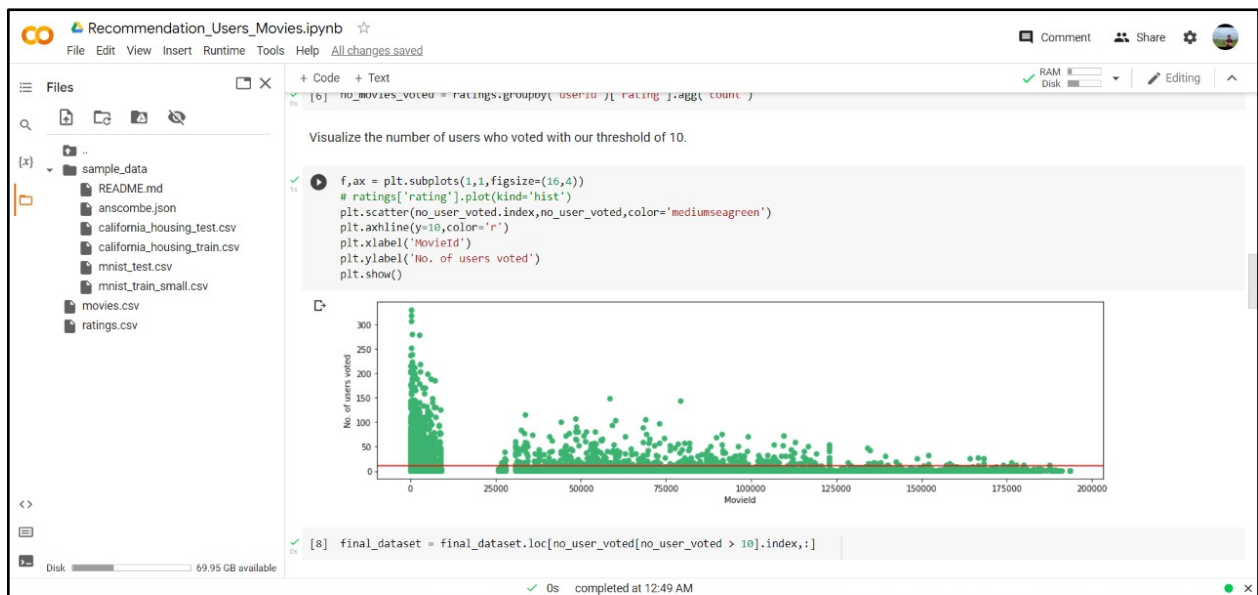 Recommendation_Users_Movies.ipynb
File Edit View Insert Runtime Tools Help All changes saved
Comment Share
Files
+ Code + Text
RAM
Disk
Editing
[6] no_movies_voted = ratings.groupby('userId')['rating'].agg('count')
Visualize the number of users who voted with our threshold of 10.
{x}
..
sample_data
README.md
anscombe.json
california_housing_test.csv
california_housing_train.csv
mnist_test.csv
mnist_train_small.csv
movies.csv
ratings.csv
1s
f,ax = plt.subplots(1,1,figsize=(16,4))
# ratings['rating'].plot(kind='hist')
plt.scatter(no_user_voted.index,no_user_voted,color='mediumseagreen')
plt.axhline(y=10,color='r')
plt.xlabel('MovieId')
plt.ylabel('No. of users voted')
plt.show()
No. of users voted
300
250
200
150
100
50
0
0 25000 50000 75000 100000 125000 150000 175000 200000
MovieId
0s
[8] final_dataset = final_dataset.loc[no_user_voted[no_user_voted > 10].index,:]
Disk 69.95 GB available
0s completed at 12:49 AM